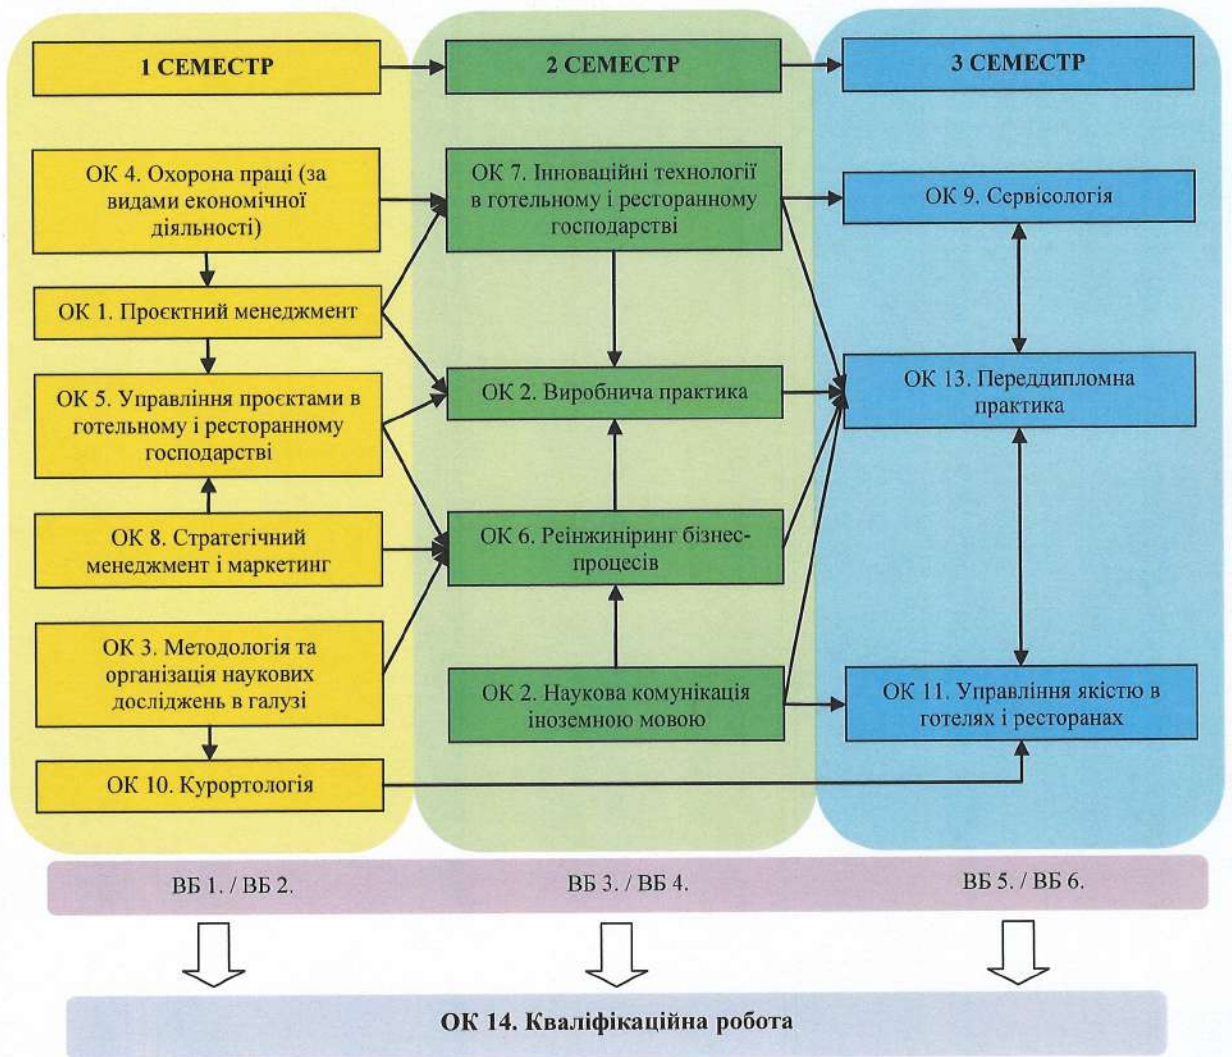 1 СЕМЕСТР
2 СЕМЕСТР
3 СЕМЕСТР
ОК 4. Охорона праці (за
видами економічної
діяльності)
ОК 1. Проєктний менеджмент
ОК 5. Управління проєктами в
готельному і ресторанному
господарстві
ОК 8. Стратегічний
менеджмент і маркетинг
ОК 3. Методологія та
організація наукових
досліджень в галузі
ОК 10. Курортологія
ОК 7. Інноваційні технології
в готельному і ресторанному
господарстві
ОК 2. Виробнича практика
ОК 6. Реінжиніринг бізнес-
процесів
ОК 2. Наукова комунікація
іноземною мовою
ОК 9. Сервісологія
ОК 13. Переддипломна
практика
ОК 11. Управління якістю в
готелях і ресторанах
ВБ 1. / ВБ 2.
ВБ 3. / ВБ 4.
ВБ 5. / ВБ 6.
ОК 14. Кваліфікаційна робота